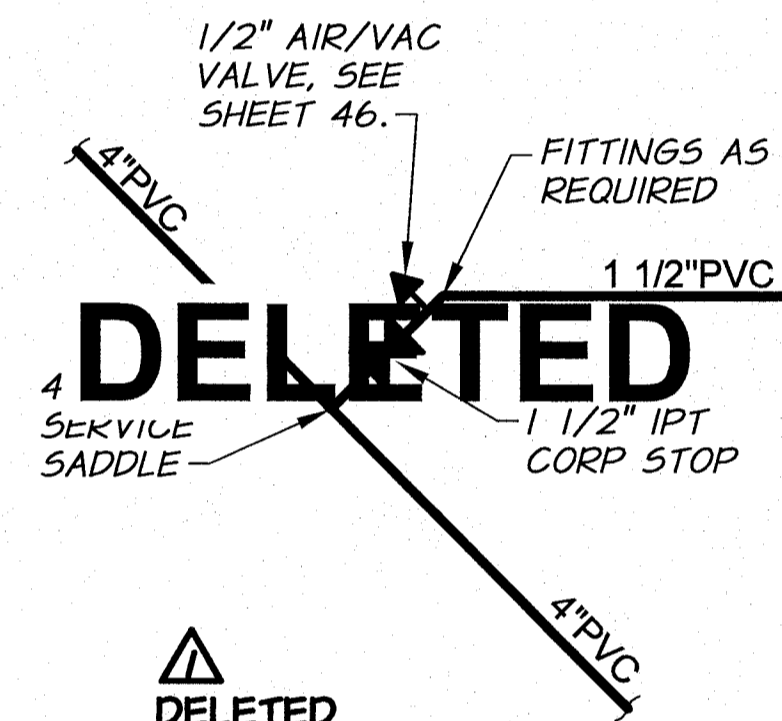 1/2" AIR/VAC
VALVE, SEE
SHEET 46.
FITTINGS AS
REQUIRED
4"PVC
1 1/2"PVC
DELETED
4
SERVICE
SADDLE
1 1/2" IPT
CORP STOP
4"PVC
1
DELETED